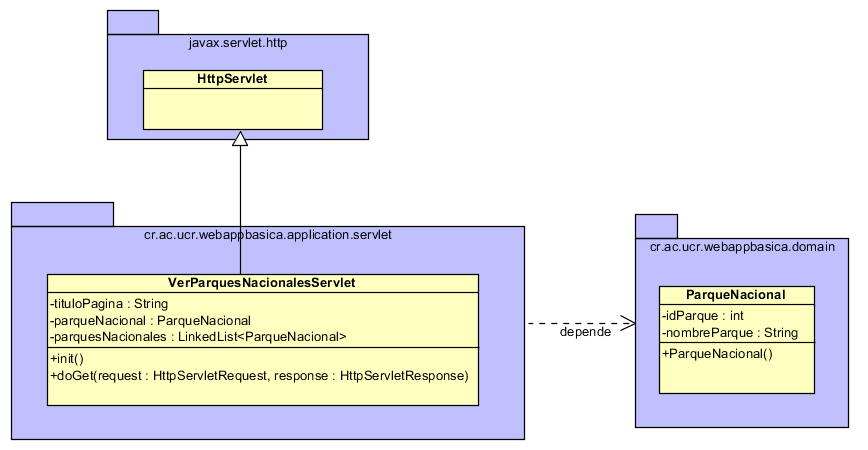 javax.servlet.http
HttpServlet
cr.ac.ucr.webappbasica.application.servlet
VerParquesNacionalesServlet
-tituloPagina : String
-parqueNacional : ParqueNacional
-parquesNacionales : LinkedList<ParqueNacional>
+init()
+doGet(request : HttpServletRequest, response : HttpServletResponse)
depende
cr.ac.ucr.webappbasica.domain
ParqueNacional
-idParque : int
-nombreParque : String
+ParqueNacional()